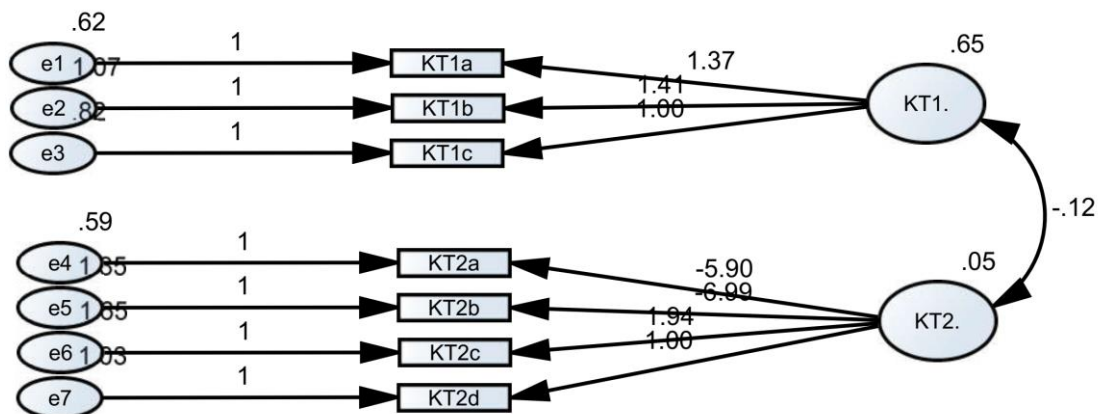 .62
e1 1 KT1a 1.37 .65
1.07
e2 1 KT1b 1.41 KT1.
.82 1.00
e3 1 KT1c
-.12
.59
e4 1 KT2a -5.90 .05
e5 1 KT2b -6.99 KT2.
1.94
e6 1 KT2c 1.00
1.03
e7 1 KT2d